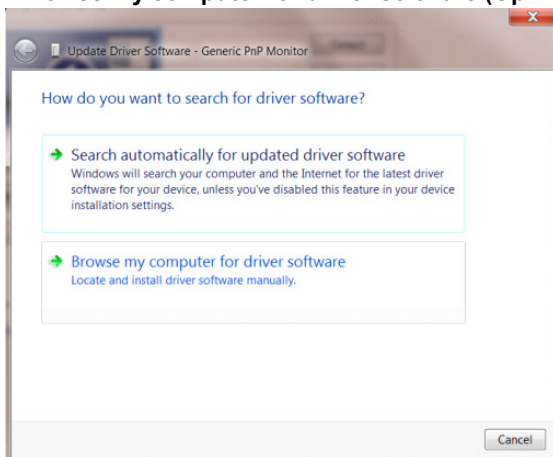 Update Driver Software - Generic PnP Monitor
How do you want to search for driver software?
Search automatically for updated driver software
Windows will search your computer and the Internet for the latest driver
software for your device, unless you've disabled this feature in your device
installation settings.
Browse my computer for driver software
Locate and install driver software manually.
Cancel